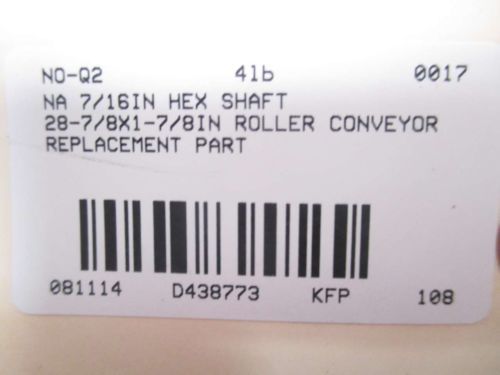 NO-Q2 4lb 0017
NA 7/16IN HEX SHAFT
28-7/8X1-7/8IN ROLLER CONVEYOR
REPLACEMENT PART
081114 D438773 KFP 108